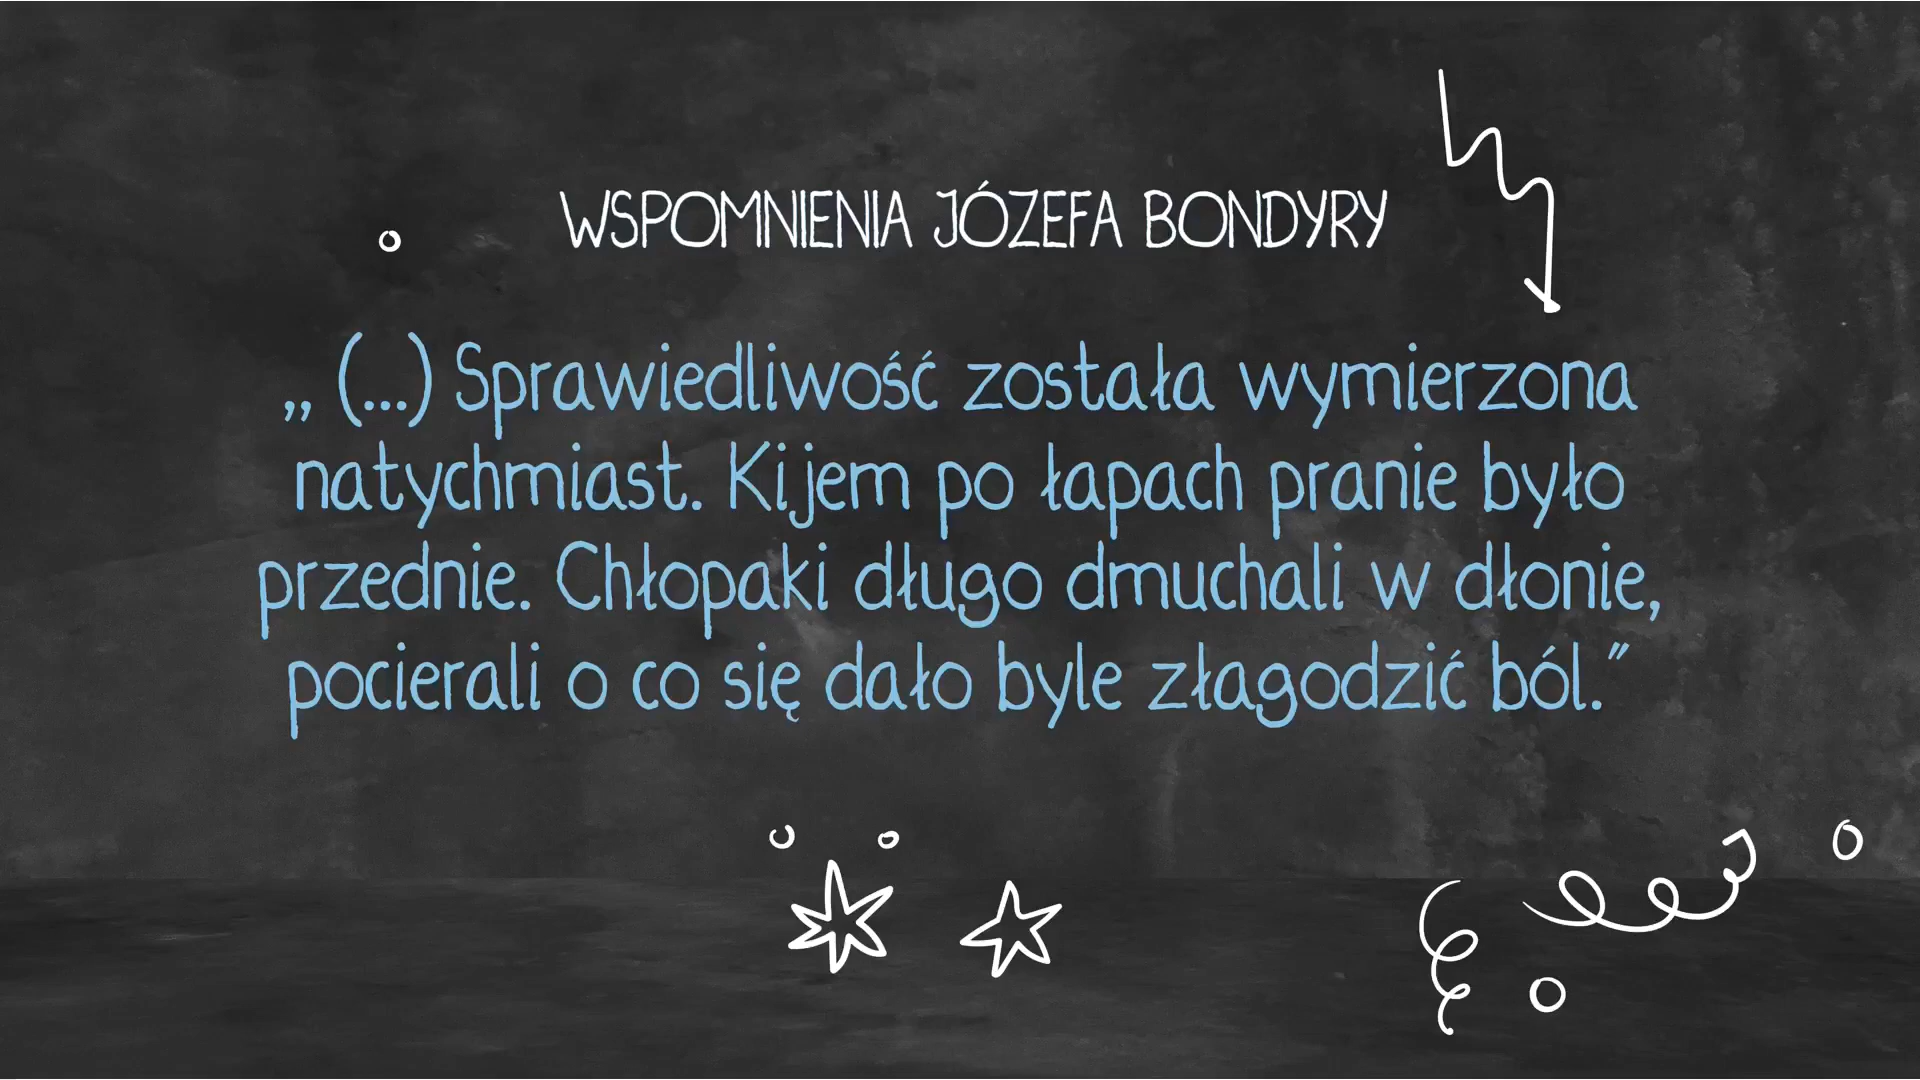 WSPOMNIENIA JÓZEFA BONDYRY
„ (...) Sprawiedliwość została wymierzona
natychmiast. Kijem po łapach pranie było
przednie. Chłopaki długo dmuchali w dłonie,
pocierali o co się dało byle złagodzić ból.”